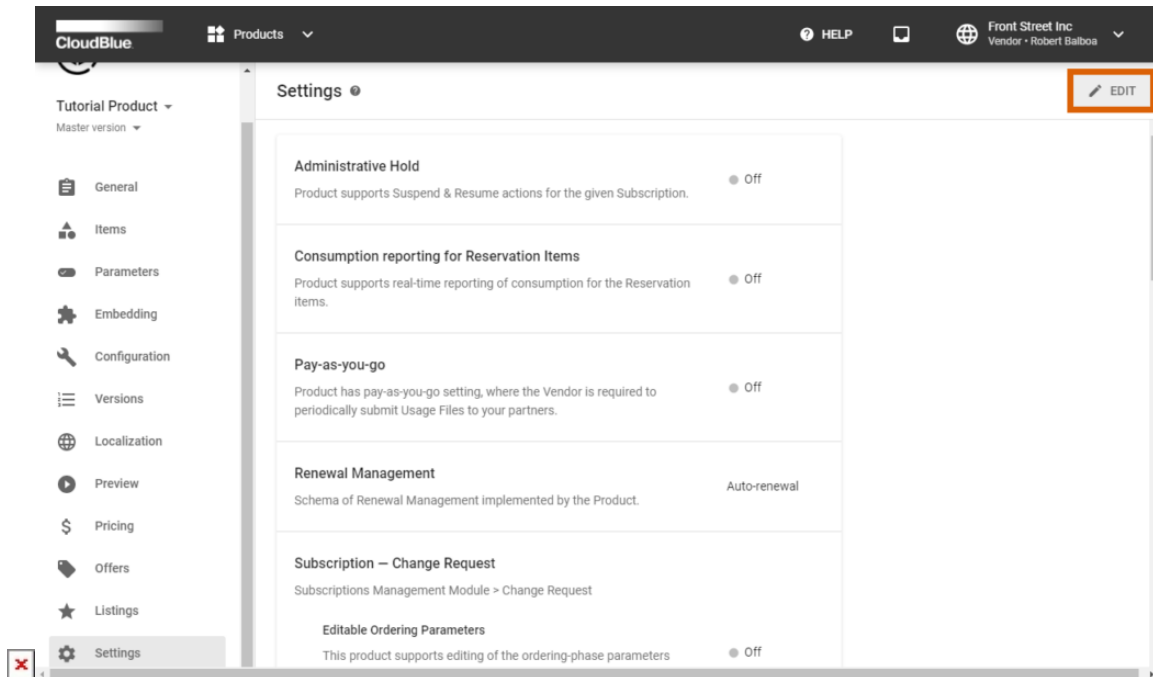 CloudBlue
Products
HELP
Front Street Inc
Vendor • Robert Balboa
Tutorial Product
Master version
General
Items
Parameters
Embedding
Configuration
Versions
Localization
Preview
Pricing
Offers
Listings
Settings
Settings
EDIT
Administrative Hold
Product supports Suspend & Resume actions for the given Subscription.
Off
Consumption reporting for Reservation Items
Product supports real-time reporting of consumption for the Reservation
items.
Off
Pay-as-you-go
Product has pay-as-you-go setting, where the Vendor is required to
periodically submit Usage Files to your partners.
Off
Renewal Management
Schema of Renewal Management implemented by the Product.
Auto-renewal
Subscription — Change Request
Subscriptions Management Module > Change Request
Editable Ordering Parameters
This product supports editing of the ordering-phase parameters
Off